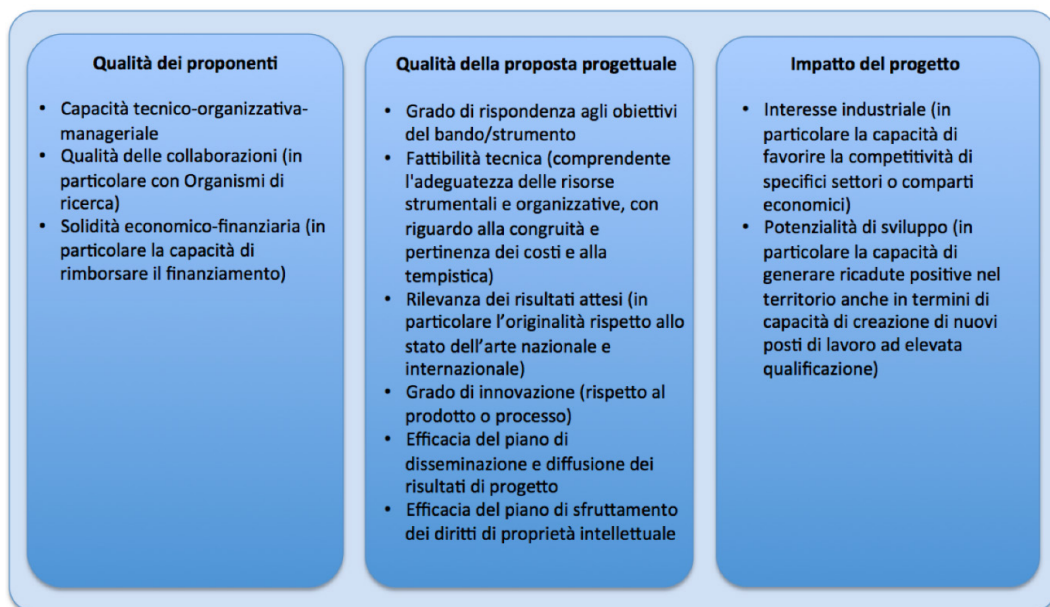 Qualità dei proponenti
• Capacità tecnico-organizzativa-
manageriale
• Qualità delle collaborazioni (in
particolare con Organismi di
ricerca)
• Solidità economico-finanziaria (in
particolare la capacità di
rimborsare il finanziamento)
Qualità della proposta progettuale
• Grado di rispondenza agli obiettivi
del bando/strumento
• Fattibilità tecnica (comprendente
l'adeguatezza delle risorse
strumentali e organizzative, con
riguardo alla congruità e
pertinenza dei costi e alla
tempistica)
• Rilevanza dei risultati attesi (in
particolare l’originalità rispetto allo
stato dell’arte nazionale e
internazionale)
• Grado di innovazione (rispetto al
prodotto o processo)
• Efficacia del piano di
disseminazione e diffusione dei
risultati di progetto
• Efficacia del piano di sfruttamento
dei diritti di proprietà intellettuale
Impatto del progetto
• Interesse industriale (in
particolare la capacità di
favorire la competitività di
specifici settori o comparti
economici)
• Potenzialità di sviluppo (in
particolare la capacità di
generare ricadute positive nel
territorio anche in termini di
capacità di creazione di nuovi
posti di lavoro ad elevata
qualificazione)